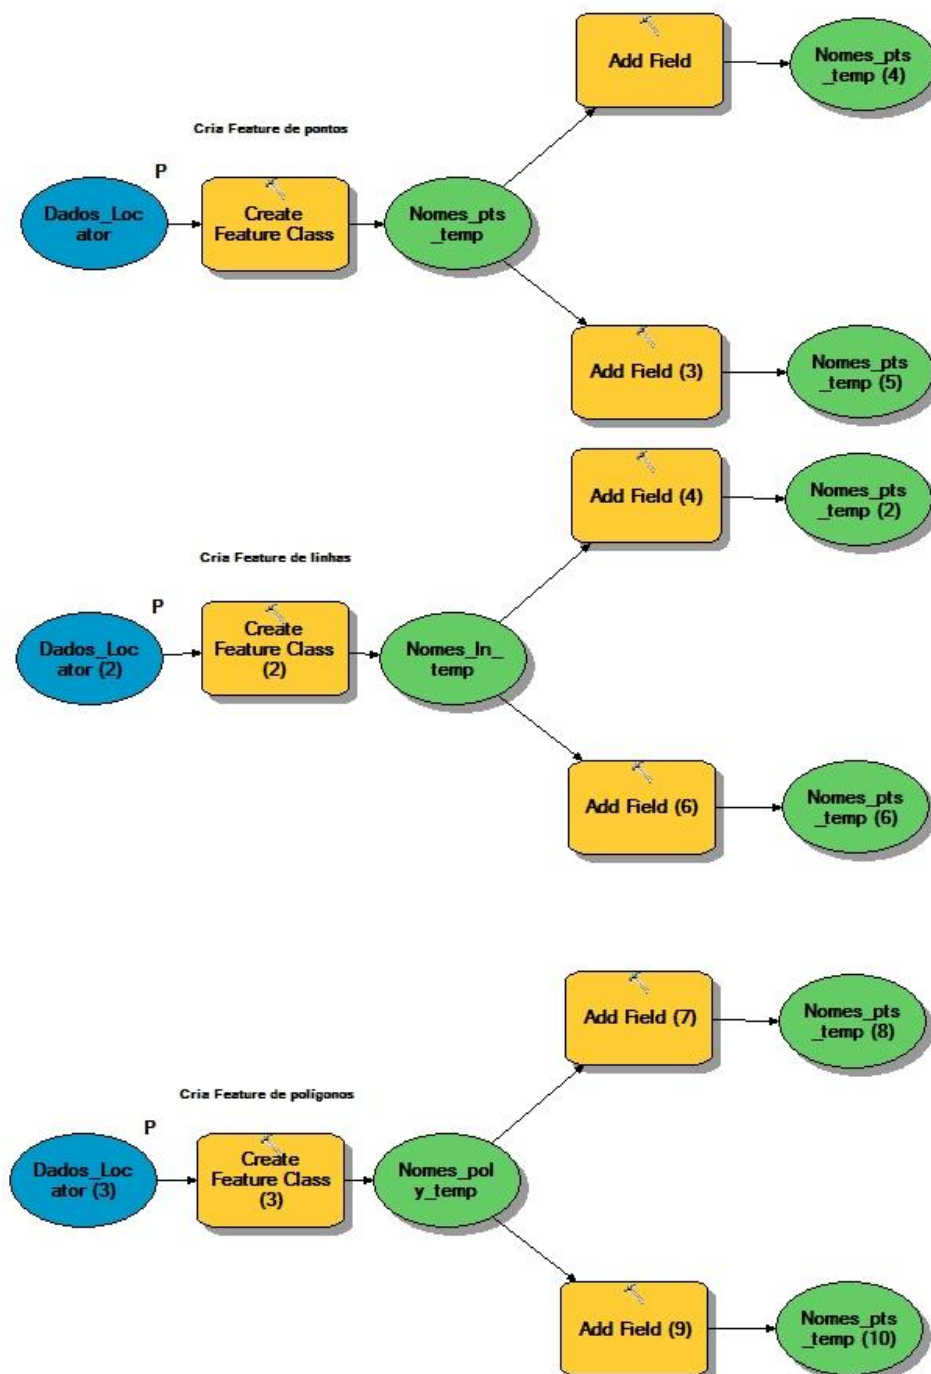 Add Field
Nomes_pts
_temp (4)
Cria Feature de pontos
P
Dados_Loc
ator
Create
Feature Class
Nomes_pts
_temp
Add Field (3)
Nomes_pts
_temp (5)
Add Field (4)
Nomes_pts
_temp (2)
Cria Feature de linhas
P
Dados_Loc
ator (2)
Create
Feature Class
(2)
Nomes_ln_
temp
Add Field (6)
Nomes_pts
_temp (6)
Add Field (7)
Nomes_pts
_temp (8)
Cria Feature de polígonos
P
Dados_Loc
ator (3)
Create
Feature Class
(3)
Nomes_pol
y_temp
Add Field (9)
Nomes_pts
_temp (10)